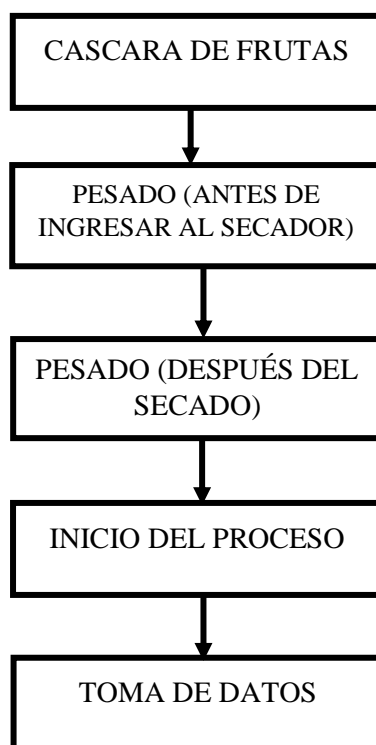 CASCARA DE FRUTAS
PESADO (ANTES DE
INGRESAR AL SECADOR)
PESADO (DESPUÉS DEL
SECADO)
INICIO DEL PROCESO
TOMA DE DATOS